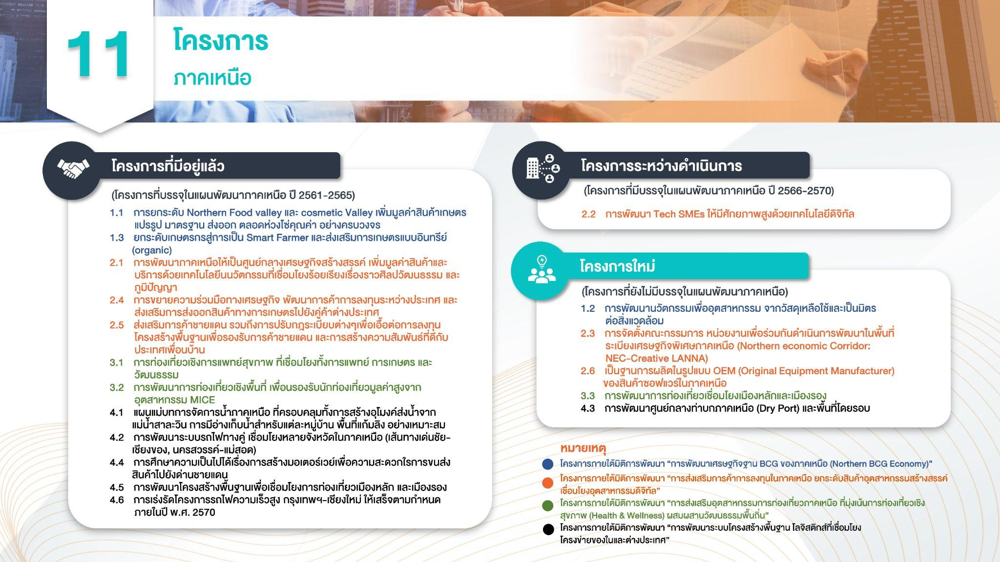 11
โครงการ
ภาคเหนือ
โครงการที่มีอยู่แล้ว
(โครงการที่บรรจุในแผนพัฒนาภาคเหนือ ปี 2561-2565)
1.1 การยกระดับ Northern Food valley และ cosmetic Valley เพิ่มมูลค่าสินค้าเกษตร
แปรรูป มาตรฐาน ส่งออก ตลอดห่วงโซ่คุณค่า อย่างครบวงจร
1.3 ยกระดับเกษตรกรสู่การเป็น Smart Farmer และส่งเสริมการเกษตรแบบอินทรีย์
(organic)
2.1 การพัฒนาภาคเหนือให้เป็นศูนย์กลางเศรษฐกิจสร้างสรรค์ เพิ่มมูลค่าสินค้าและ
บริการด้วยเทคโนโลยีนนวัตกรรมที่เชื่อมโยงร้อยเรียงเรื่องราวศิลปวัฒนธรรม และ
ภูมิปัญญา
2.4 การขยายความร่วมมือทางเศรษฐกิจ พัฒนาการค้าการลงทุนระหว่างประเทศ และ
ส่งเสริมการส่งออกสินค้าทางการเกษตรไปยังคู่ค้าต่างประเทศ
2.5 ส่งเสริมการค้าชายแดน รวมถึงการปรับกฎระเบียบต่างๆเพื่อเอื้อต่อการลงทุน
โครงสร้างพื้นฐานเพื่อรองรับการค้าชายแดน และการสร้างความสัมพันธ์ที่ดีกับ
ประเทศเพื่อนบ้าน
3.1 การท่องเที่ยวเชิงการแพทย์สุขภาพ ที่เชื่อมโยงทั้งการแพทย์ การเกษตร และ
วัฒนธรรม
3.2 การพัฒนาการท่องเที่ยวเชิงพื้นที่ เพื่อนรองรับนักท่องเที่ยวมูลค่าสูงจาก
อุตสาหกรรม MICE
4.1 แผนแม่บทการจัดการน้ำภาคเหนือ ที่ครอบคลุมทั้งการสร้างอุโมงค์ส่งน้ำจาก
แม่น้ำสาละวิน การมีอ่างเก็บน้ำสำหรับแต่ละหมู่บ้าน พื้นที่แก้มลิง อย่างเหมาะสม
4.2 การพัฒนาระบบรถไฟทางคู่ เชื่อมโยงหลายจังหวัดในภาคเหนือ (เส้นทางเด่นชัย-
เชียงของ, นครสวรรค์-แม่สอด)
4.4 การศึกษาความเป็นไปได้เรื่องการสร้างมอเตอร์เวย์เพื่อความสะดวกใรการขนส่ง
สินค้าไปยังด่านชายแดน
4.5 การพัฒนาโครงสร้างพื้นฐานเพื่อเชื่อมโยงการท่องเที่ยวเมืองหลัก และเมืองรอง
4.6 การเร่งรัดโครงการรถไฟความเร็วสูง กรุงเทพฯ-เชียงใหม่ ให้เสร็จตามกำหนด
ภายในปี พ.ศ. 2570
โครงการระหว่างดำเนินการ
(โครงการที่มีบรรจุในแผนพัฒนาภาคเหนือ ปี 2566-2570)
2.2 การพัฒนา Tech SMEs ให้มีศักยภาพสูงด้วยเทคโนโลยีดิจิทัล
โครงการใหม่
(โครงการที่ยังไม่มีบรรจุในแผนพัฒนาภาคเหนือ)
1.2 การพัฒนานวัตกรรมเพื่ออุตสาหกรรม จากวัสดุเหลือใช้และเป็นมิตร
ต่อสิ่งแวดล้อม
2.3 การจัดตั้งคณะกรรมการ หน่วยงานเพื่อร่วมกันดำเนินการพัฒนาในพื้นที่
ระเบียงเศรษฐกิจพิเศษภาคเหนือ (Northern economic Corridor:
NEC-Creative LANNA)
2.6 เป็นฐานการผลิตในรูปแบบ OEM (Original Equipment Manufacturer)
ของสินค้าซอฟแวร์ในภาคเหนือ
3.3 การพัฒนาการท่องเที่ยวเชื่อมโยงเมืองหลักและเมืองรอง
4.3 การพัฒนาศูนย์กลางท่าบกภาคเหนือ (Dry Port) และพื้นที่โดยรอบ
หมายเหตุ
โครงการภายใต้มิติการพัฒนา “การพัฒนาเศรษฐกิจฐาน BCG ของภาคเหนือ (Northern BCG Economy)”
โครงการภายใต้มิติการพัฒนา “การส่งเสริมการค้าการลงทุนในภาคเหนือ ยกระดับสินค้าอุตสาหกรรมสร้างสรรค์
เชื่อมโยงอุตสาหกรรมดิจิทัล”
โครงการภายใต้มิติการพัฒนา “การส่งเสริมอุตสาหกรรมการท่องเที่ยวภาคเหนือ ที่มุ่งเน้นการท่องเที่ยวเชิง
สุขภาพ (Health & Wellness) ผสมผสานวัฒนธรรมพื้นถิ่น”
โครงการภายใต้มิติการพัฒนา “การพัฒนาระบบโครงสร้างพื้นฐาน โลจิสติกส์ที่เชื่อมโยง
โครงข่ายของในและต่างประเทศ”